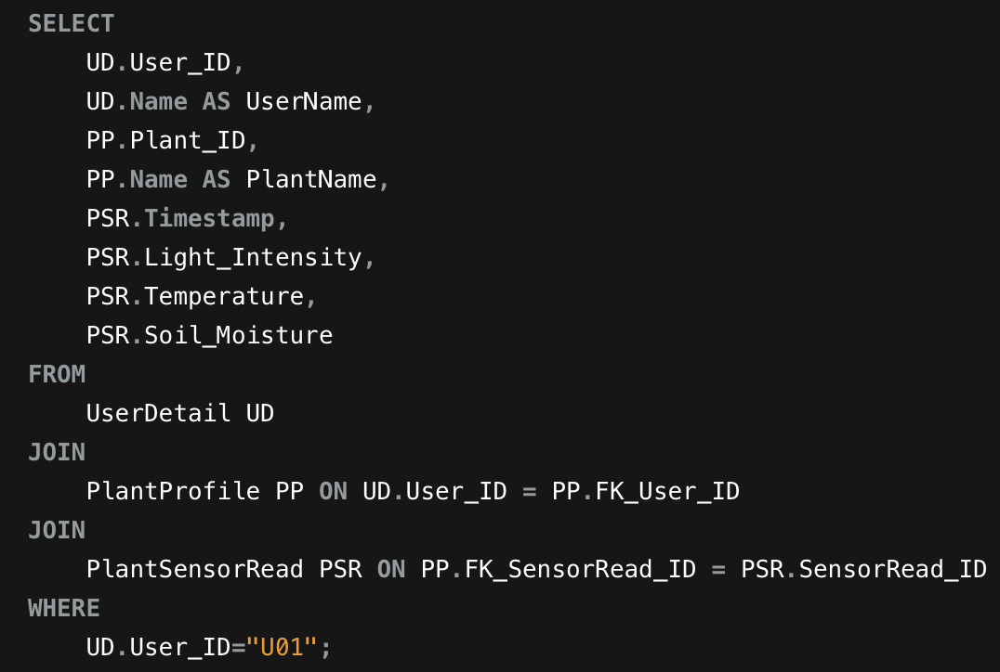 SELECT
    UD.User_ID,
    UD.Name AS UserName,
    PP.Plant_ID,
    PP.Name AS PlantName,
    PSR.Timestamp,
    PSR.Light_Intensity,
    PSR.Temperature,
    PSR.Soil_Moisture
FROM
    UserDetail UD
JOIN
    PlantProfile PP ON UD.User_ID = PP.FK_User_ID
JOIN
    PlantSensorRead PSR ON PP.FK_SensorRead_ID = PSR.SensorRead_ID
WHERE
    UD.User_ID="U01";